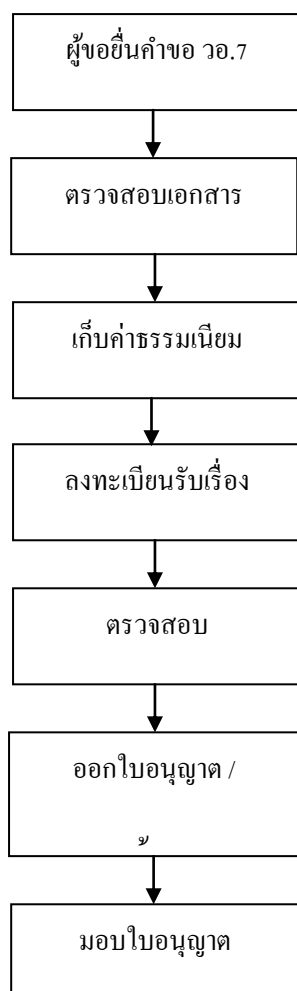 ผู้ขอยื่นคำขอ วอ.7
ตรวจสอบเอกสาร
เก็บค่าธรรมเนียม
ลงทะเบียนรับเรื่อง
ตรวจสอบ
ออกใบอนุญาต /
มอบใบอนุญาต